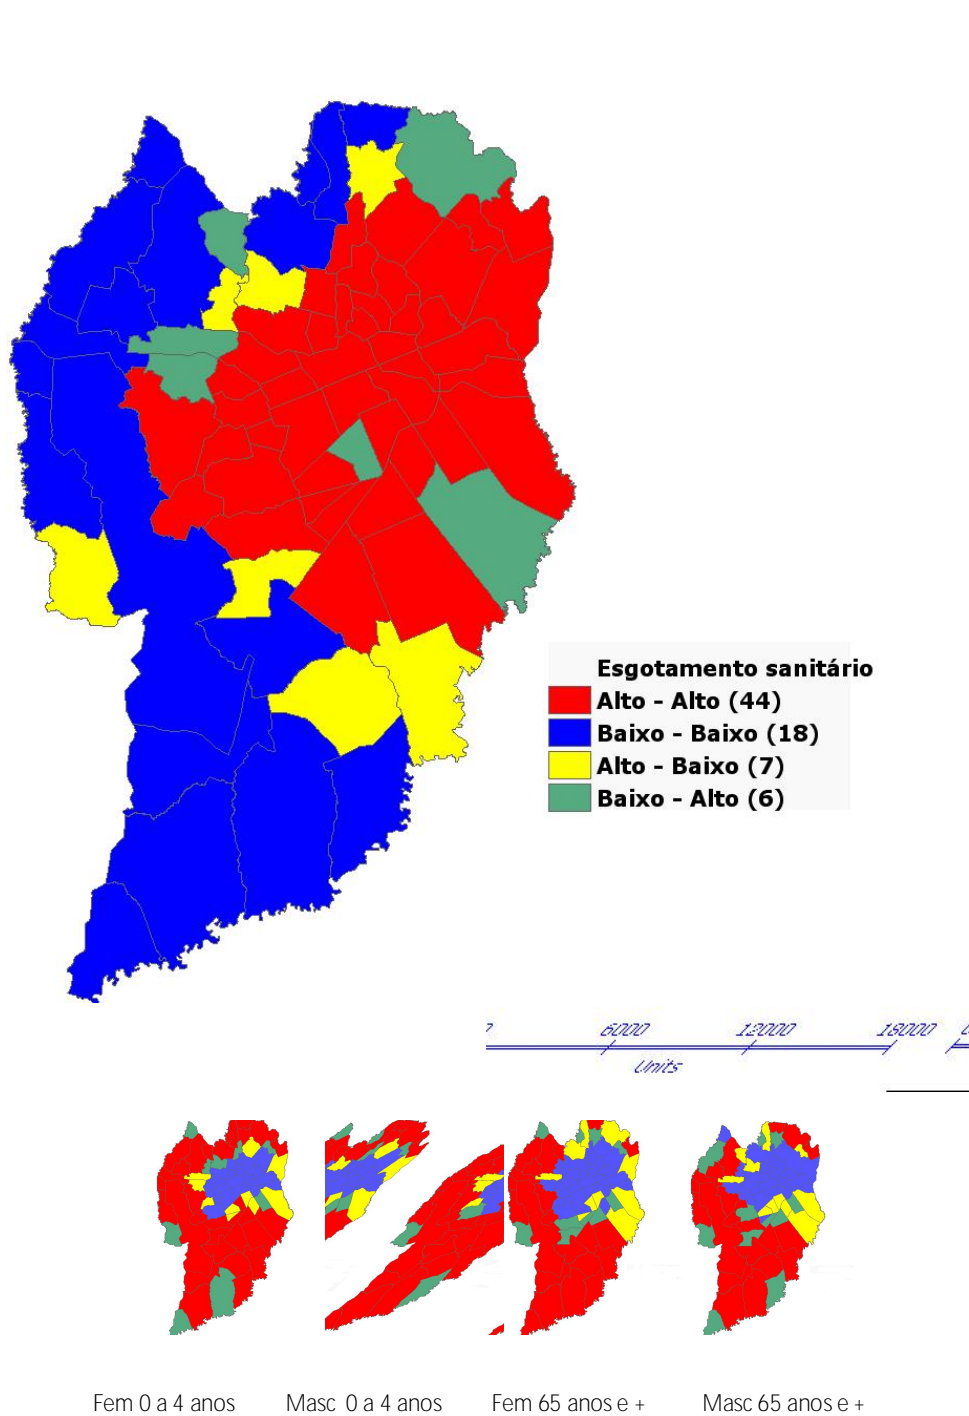 Esgotamento sanitário
Alto - Alto (44)
Baixo - Baixo (18)
Alto - Baixo (7)
Baixo - Alto (6)
6000 12000 18000
Units
Fem 0 a 4 anos Masc 0 a 4 anos Fem 65 anos e + Masc 65 anos e +